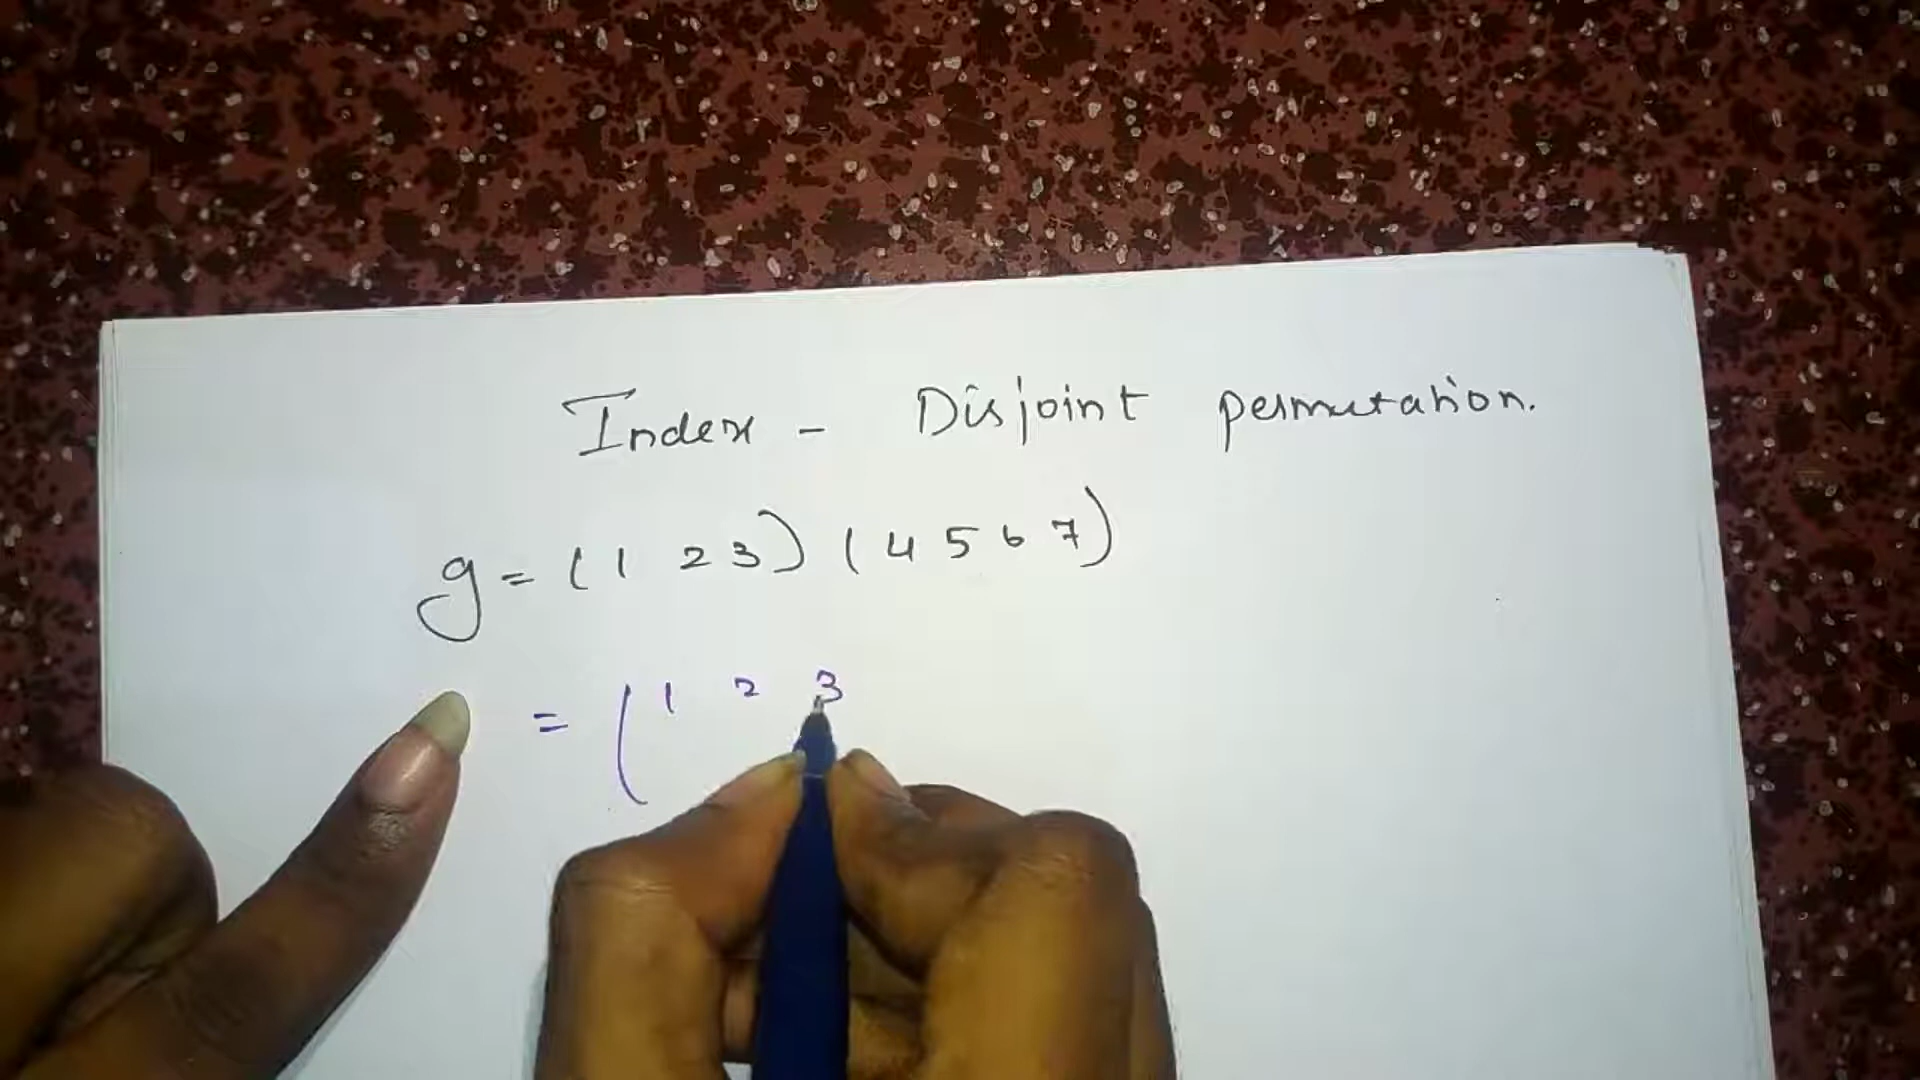 Index - Disjoint permutation.
g = (1 2 3) (4 5 6 7)
= ( 1 2 3